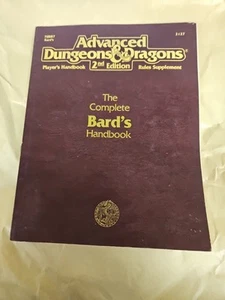 Advanced
Dungeons & Dragons®
Player's Handbook 2nd Edition Rules Supplement
The
Complete
Bard's
Handbook